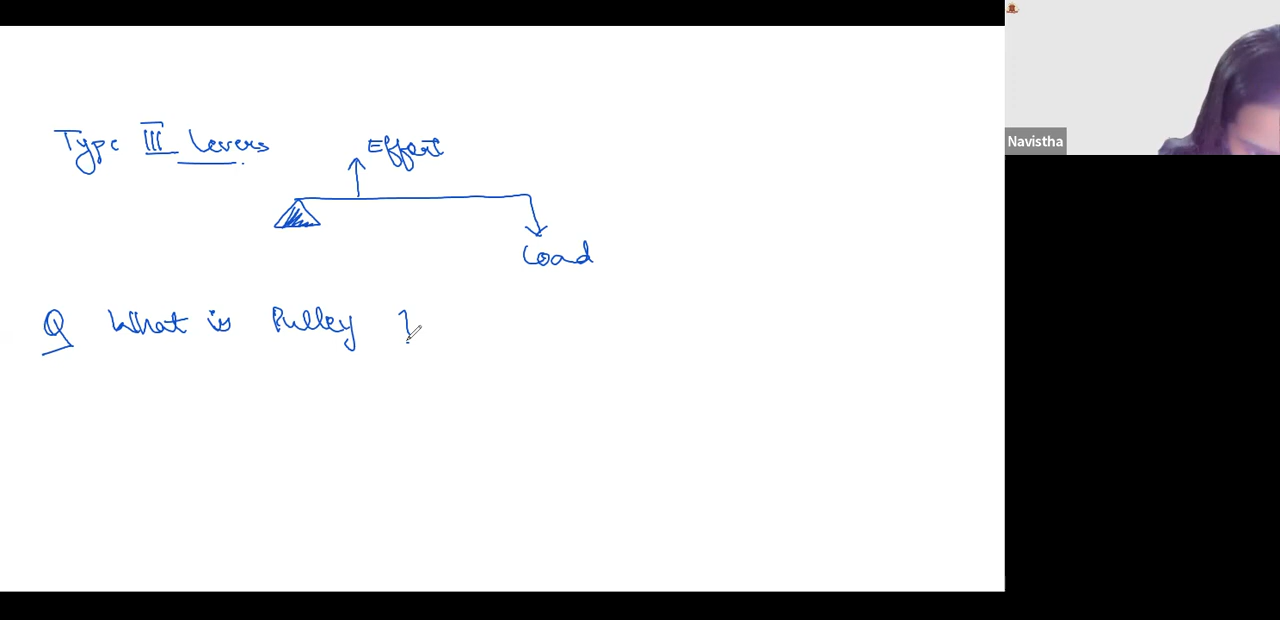 Type III Levers
Effort
Load
Q What is Pulley ?
Navistha